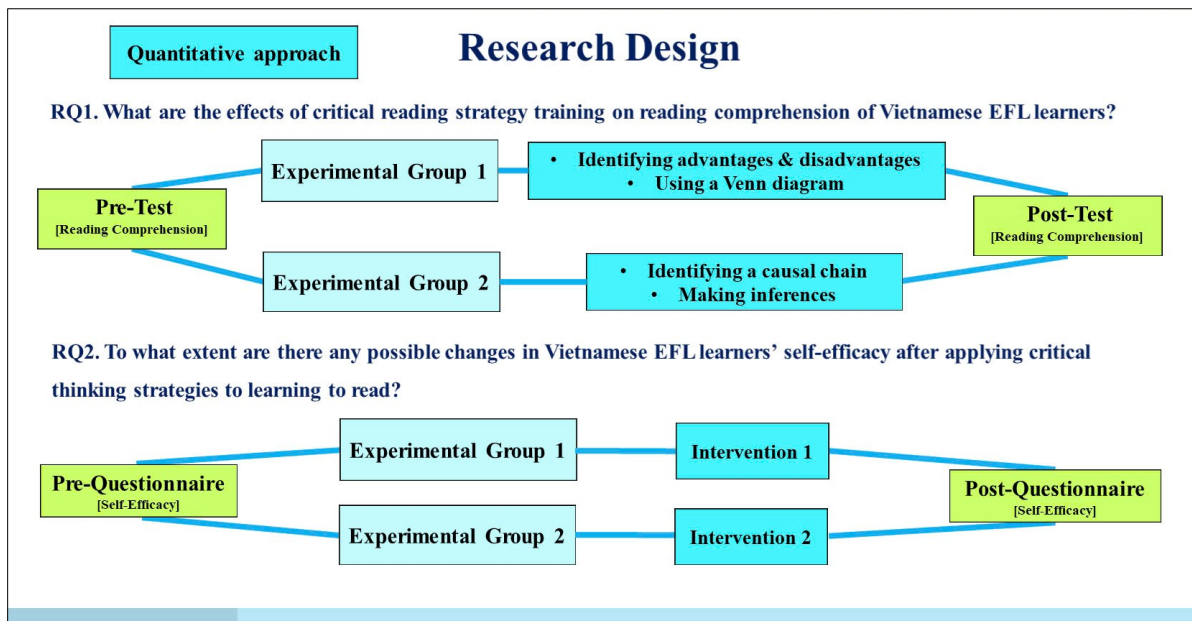 Quantitative approach
Research Design
RQ1. What are the effects of critical reading strategy training on reading comprehension of Vietnamese EFL learners?
Experimental Group 1
• Identifying advantages & disadvantages
• Using a Venn diagram
Pre-Test
[Reading Comprehension]
Post-Test
[Reading Comprehension]
Experimental Group 2
• Identifying a causal chain
• Making inferences
RQ2. To what extent are there any possible changes in Vietnamese EFL learners’ self-efficacy after applying critical
thinking strategies to learning to read?
Experimental Group 1
Intervention 1
Pre-Questionnaire
[Self-Efficacy]
Post-Questionnaire
[Self-Efficacy]
Experimental Group 2
Intervention 2